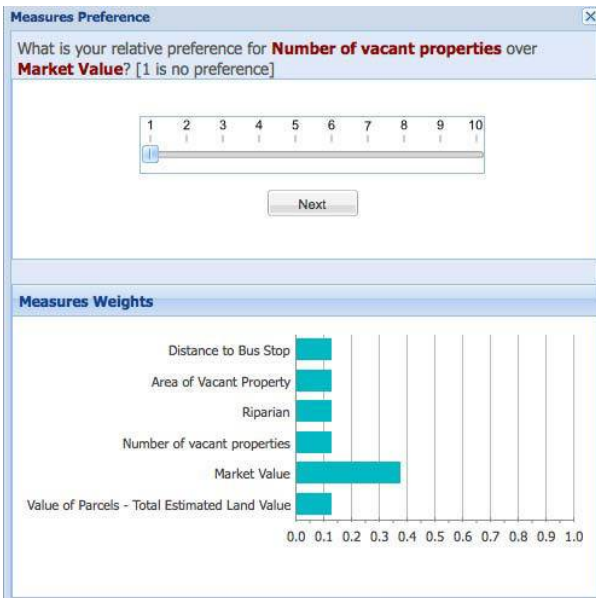 Measures Preference
What is your relative preference for Number of vacant properties over
Market Value? [1 is no preference]
1 2 3 4 5 6 7 8 9 10
Next
Measures Weights
Distance to Bus Stop
Area of Vacant Property
Riparian
Number of vacant properties
Market Value
Value of Parcels - Total Estimated Land Value
0.0 0.1 0.2 0.3 0.4 0.5 0.6 0.7 0.8 0.9 1.0